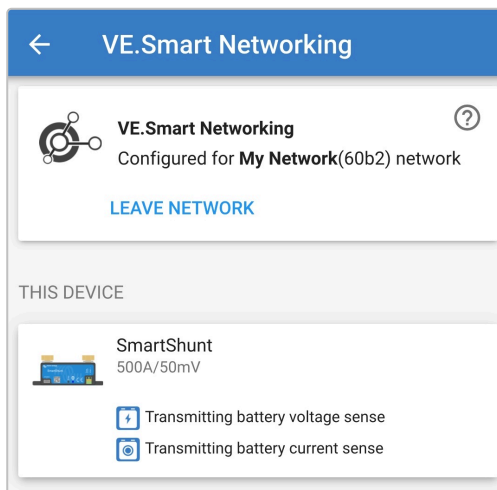 VE.Smart Networking
VE.Smart Networking
Configured for My Network(60b2) network
LEAVE NETWORK
THIS DEVICE
SmartShunt
500A/50mV
Transmitting battery voltage sense
Transmitting battery current sense